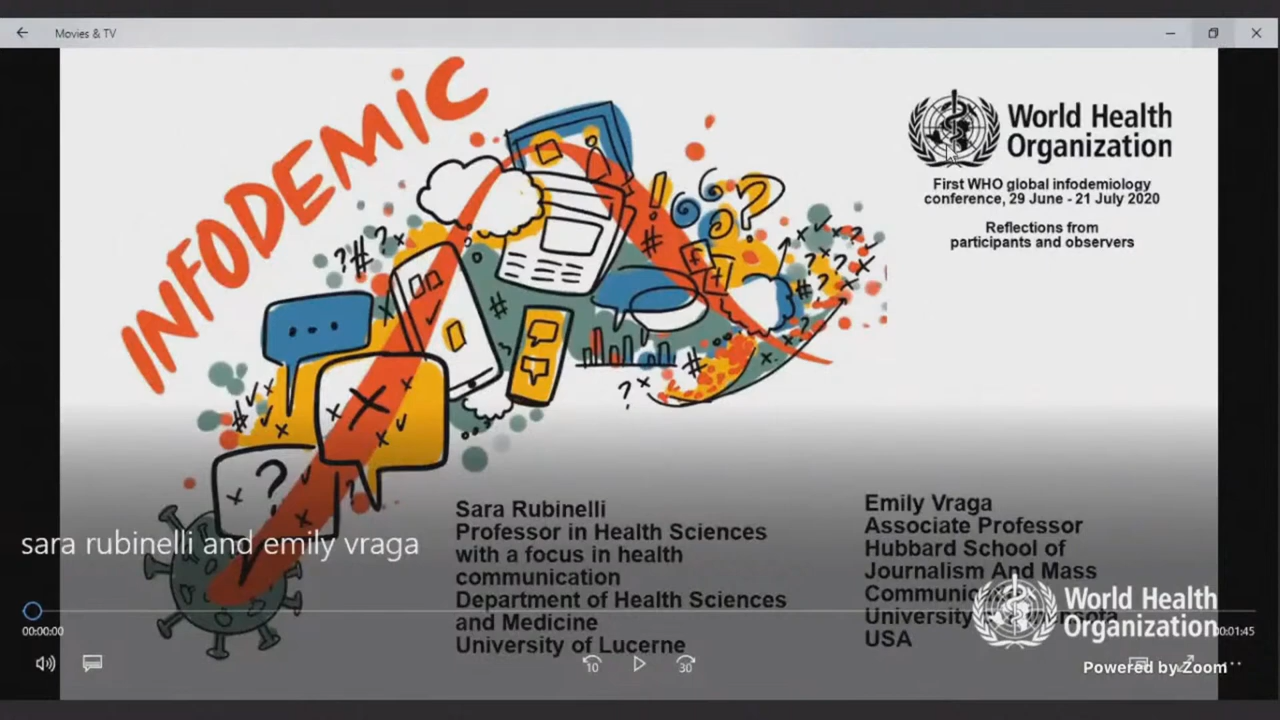 Movies & TV
INFODEMIC
World Health
Organization
First WHO global infodemiology
conference, 29 June - 21 July 2020
Reflections from
participants and observers
sara rubinelli and emily vraga
Sara Rubinelli
Professor in Health Sciences
with a focus in health
communication
Department of Health Sciences
and Medicine
University of Lucerne
Emily Vraga
Associate Professor
Hubbard School of
Journalism And Mass
USA
World Health
Organization
00:00:00
00:01:45
10
30
Powered by Zoom